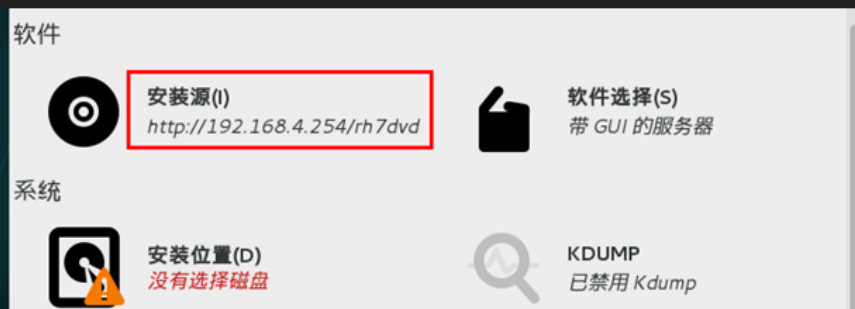 软件
安装源(I)
http://192.168.4.254/rh7dvd
软件选择(S)
带 GUI 的服务器
系统
安装位置(D)
没有选择磁盘
KDUMP
已禁用 Kdump